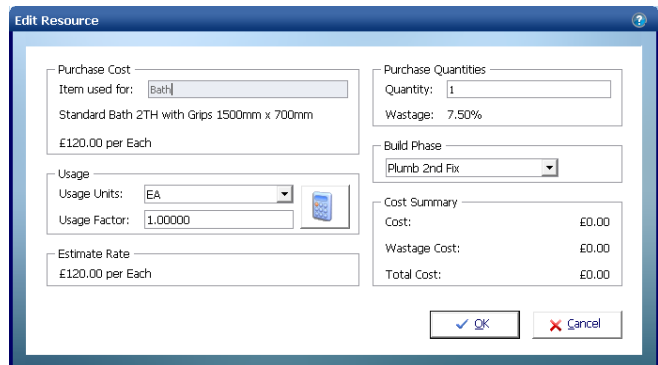 Edit Resource
Purchase Cost
Item used for: Bath
Standard Bath 2TH with Grips 1500mm x 700mm
£120.00 per Each
Usage
Usage Units: EA
Usage Factor: 1.00000
Estimate Rate
£120.00 per Each
Purchase Quantities
Quantity: 1
Wastage: 7.50%
Build Phase
Plumb 2nd Fix
Cost Summary
Cost: £0.00
Wastage Cost: £0.00
Total Cost: £0.00
OK
Cancel